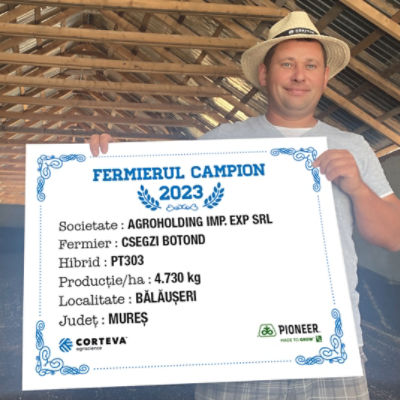 CORTEVA
FERMIERUL CAMPION
2023
Societate : AGROHOLDING IMP. EXP SRL
Fermier : CSEGZI BOTOND
Hibrid : PT303
Producție/ha : 4.730 kg
Localitate : BĂLĂUȘERI
Județ : MUREȘ
CORTEVA
agriscience
PIONEER
MADE TO GROW